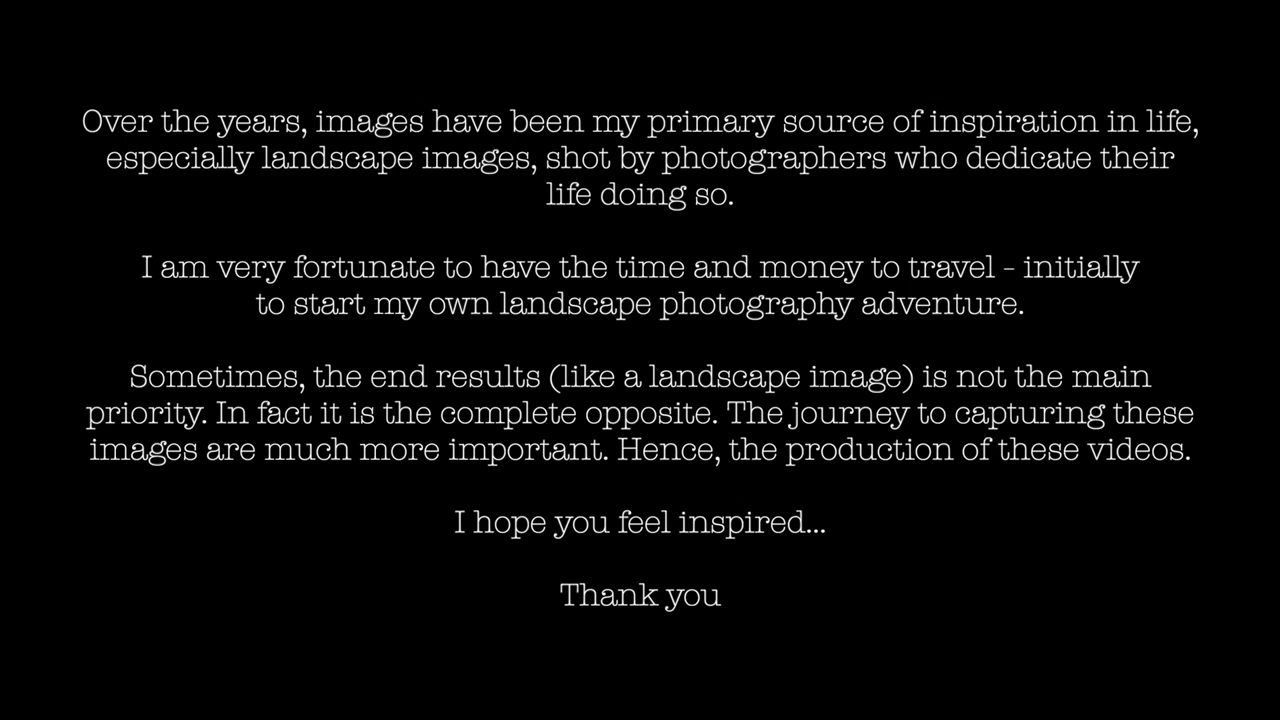 Over the years, images have been my primary source of inspiration in life,
especially landscape images, shot by photographers who dedicate their
life doing so.
I am very fortunate to have the time and money to travel - initially
to start my own landscape photography adventure.
Sometimes, the end results (like a landscape image) is not the main
priority. In fact it is the complete opposite. The journey to capturing these
images are much more important. Hence, the production of these videos.
I hope you feel inspired...
Thank you